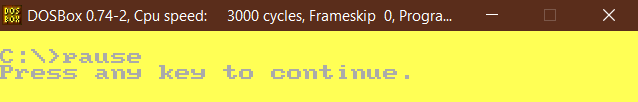 DOSBox 0.74-2, Cpu speed: 3000 cycles, Frameskip 0, Progra...
C:\>pause
Press any key to continue.